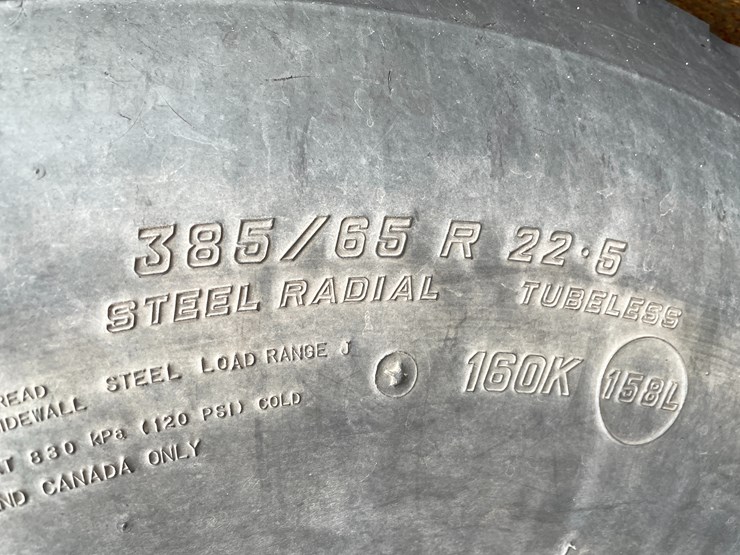 385/65 R 22.5
STEEL RADIAL TUBELESS
STEEL LOAD RANGE J
160K 158L
READ
IDEWALL
AT 830 kPa (120 PSI) COLD
ND CANADA ONLY